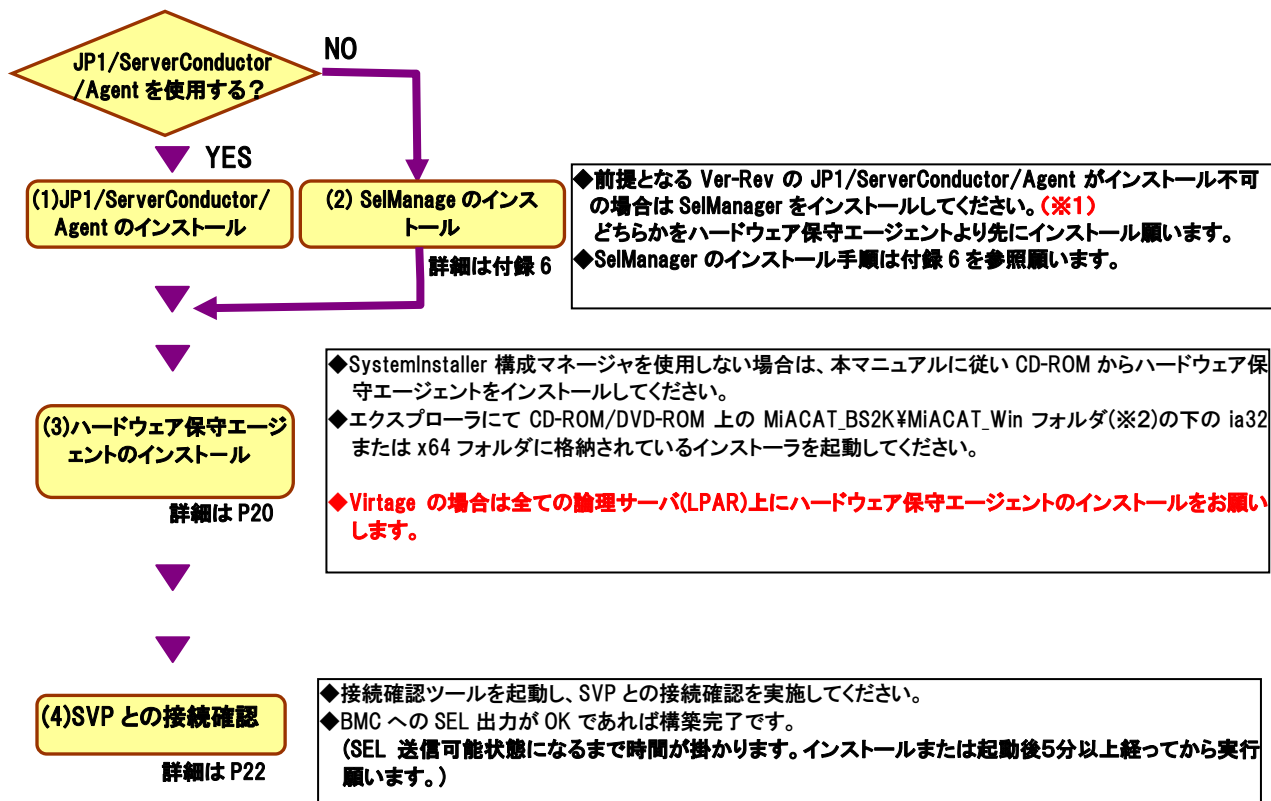 JP1/ServerConductor
/Agent を使用する？
NO
YES
(1)JP1/ServerConductor/
Agent のインストール
(2) SelManage のインス
トール
詳細は付録 6
◆前提となる Ver-Rev の JP1/ServerConductor/Agent がインストール不可
の場合は SelManager をインストールしてください。(※1)
どちらかをハードウェア保守エージェントより先にインストール願います。
◆SelManager のインストール手順は付録 6 を参照願います。
(3)ハードウェア保守エージ
ェントのインストール
詳細は P20
◆SystemInstaller 構成マネージャを使用しない場合は、本マニュアルに従い CD-ROM からハードウェア保
守エージェントをインストールしてください。
◆エクスプローラにて CD-ROM/DVD-ROM 上の MiACAT_BS2K¥MiACAT_Win フォルダ(※2)の下の ia32
または x64 フォルダに格納されているインストーラを起動してください。
◆Virtage の場合は全ての論理サーバ(LPAR)上にハードウェア保守エージェントのインストールをお願い
します。
(4)SVP との接続確認
詳細は P22
◆接続確認ツールを起動し、SVP との接続確認を実施してください。
◆BMC への SEL 出力が OK であれば構築完了です。
(SEL 送信可能状態になるまで時間が掛かります。インストールまたは起動後5分以上経ってから実行
願います。)